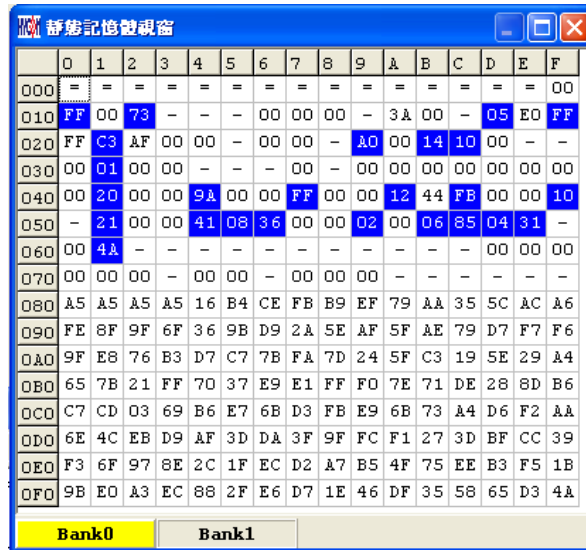 靜態記憶體視窗
0 1 2 3 4 5 6 7 8 9 A B C D E F
000 = = = = = = = = = = = = = = = 00
010 FF 00 73 - - - 00 00 00 - 3A 00 - 05 E0 FF
020 FF C3 AF 00 00 - 00 00 - A0 00 14 10 00 - -
030 00 01 00 00 - - - 00 00 00 00 00 00 00 00 00
040 00 20 00 00 9A 00 00 FF 00 00 12 44 FB 00 00 10
050 - 21 00 00 41 08 36 00 00 02 00 06 85 04 31 -
060 00 4A - - - - - - - - - - - 00 00 00
070 00 00 00 - 00 00 - 00 00 00 - - - - - -
080 A5 A5 A5 A5 16 B4 CE FB B9 EF 79 AA 35 5C AC A6
090 FE 8F 9F 6F 36 9B D9 2A 5E AF 5F AE 79 D7 F7 F6
0A0 9F E8 76 B3 D7 C7 7B FA 7D 24 5F C3 19 5E 29 A4
0B0 65 7B 21 FF 70 37 E9 E1 FF F0 7E 71 DE 28 8D B6
0C0 C7 CD 03 69 B6 E7 6B D3 FB E9 6B 73 A4 D6 F2 AA
0D0 6E 4C EB D9 AF 3D DA 3F 9F FC F1 27 3D BF CC 39
0E0 F3 6F 97 8E 2C 1F EC D2 A7 B5 4F 75 EE B3 F5 1B
0F0 9B E0 A3 EC 88 2F E6 D7 1E 46 DF 35 58 65 D3 4A
Bank0 Bank1